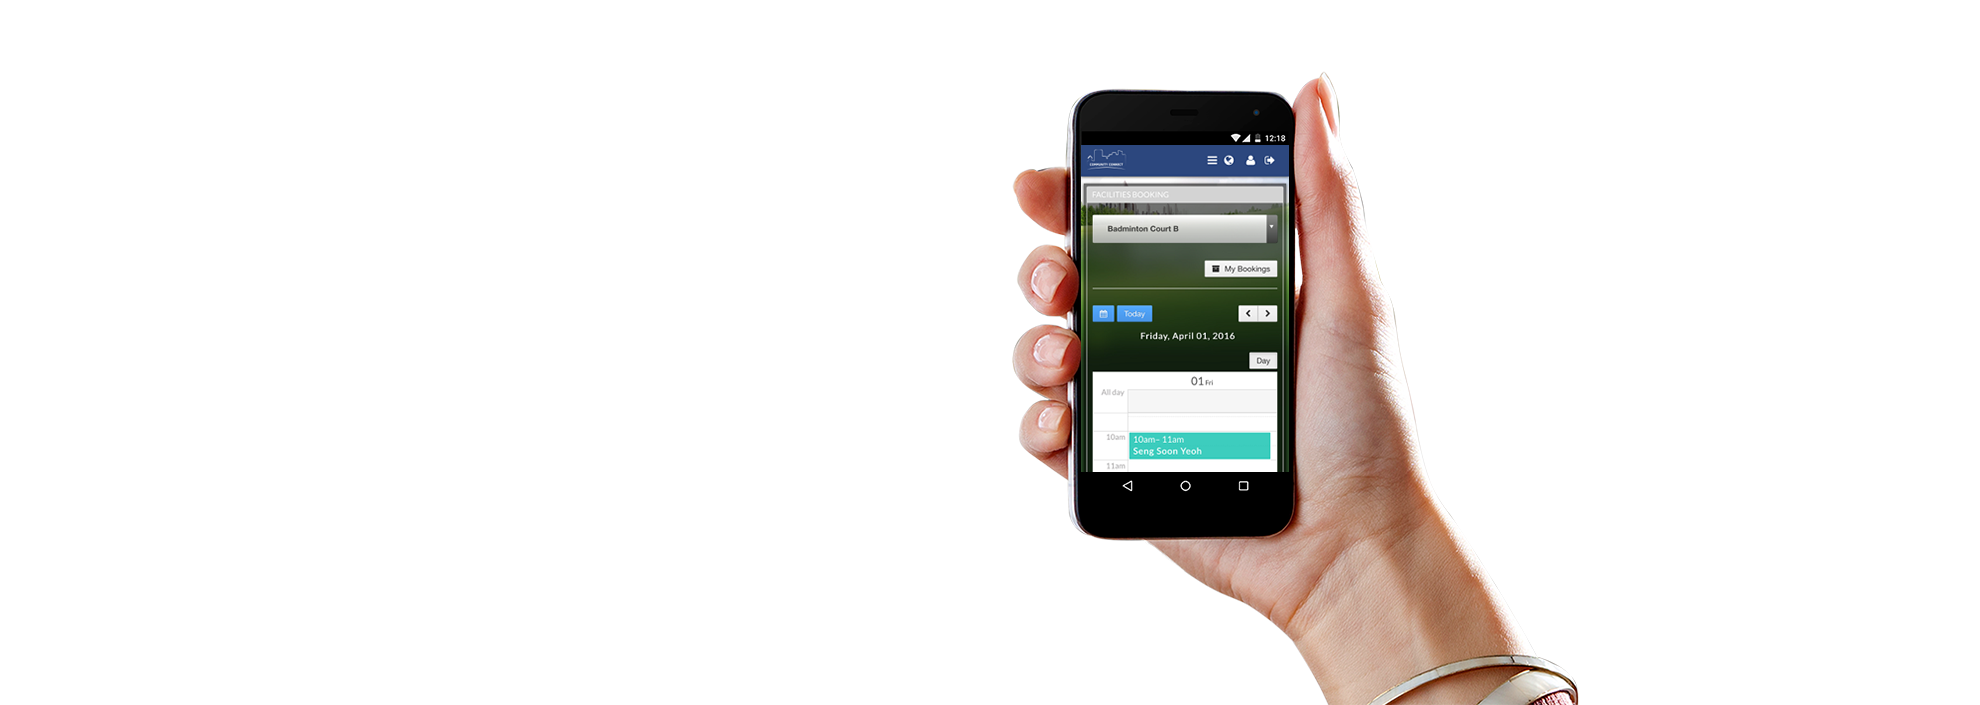 12:18
COMMUNITY CONNECT
FACILITIES BOOKING
Badminton Court B
My Bookings
Today
Friday, April 01, 2016
Day
01 Fri
All day
10am
10am- 11am
Seng Soon Yeoh
11am